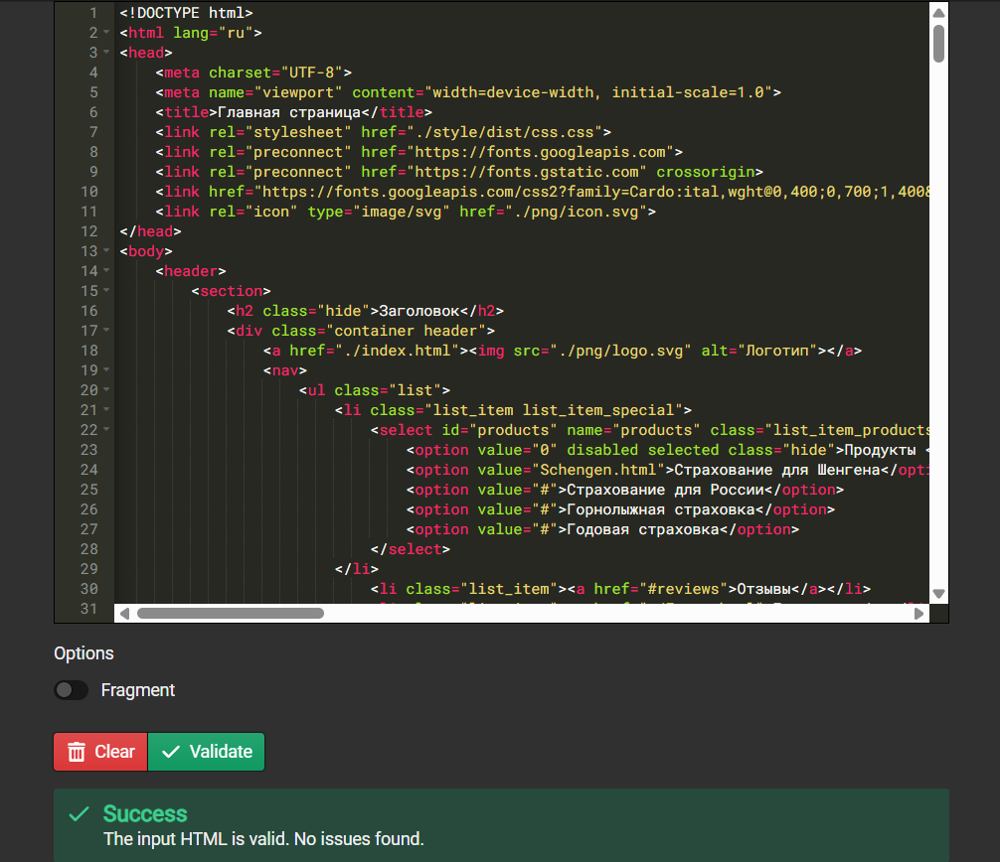 1 <!DOCTYPE html>
2 <html lang="ru">
3 <head>
4 <meta charset="UTF-8">
5 <meta name="viewport" content="width=device-width, initial-scale=1.0">
6 <title>Главная страница</title>
7 <link rel="stylesheet" href="./style/dist/css.css">
8 <link rel="preconnect" href="https://fonts.googleapis.com">
9 <link rel="preconnect" href="https://fonts.gstatic.com" crossorigin>
10 <link href="https://fonts.googleapis.com/css2?family=Cardo:ital,wght@0,400;0,700;1,400&
11 <link rel="icon" type="image/svg" href="./png/icon.svg">
12 </head>
13 <body>
14 <header>
15 <section>
16 <h2 class="hide">Заголовок</h2>
17 <div class="container header">
18 <a href="./index.html"><img src="./png/logo.svg" alt="Логотип"></a>
19 <nav>
20 <ul class="list">
21 <li class="list_item list_item_special">
22 <select id="products" name="products" class="list_item_products
23 <option value="0" disabled selected class="hide">Продукты <
24 <option value="Schengen.html">Страхование для Шенгена</opti
25 <option value="#">Страхование для России</option>
26 <option value="#">Горнолыжная страховка</option>
27 <option value="#">Годовая страховка</option>
28 </select>
29 </li>
30 <li class="list_item"><a href="#reviews">Отзывы</a></li>
31
Options
Fragment
Clear Validate
Success
The input HTML is valid. No issues found.